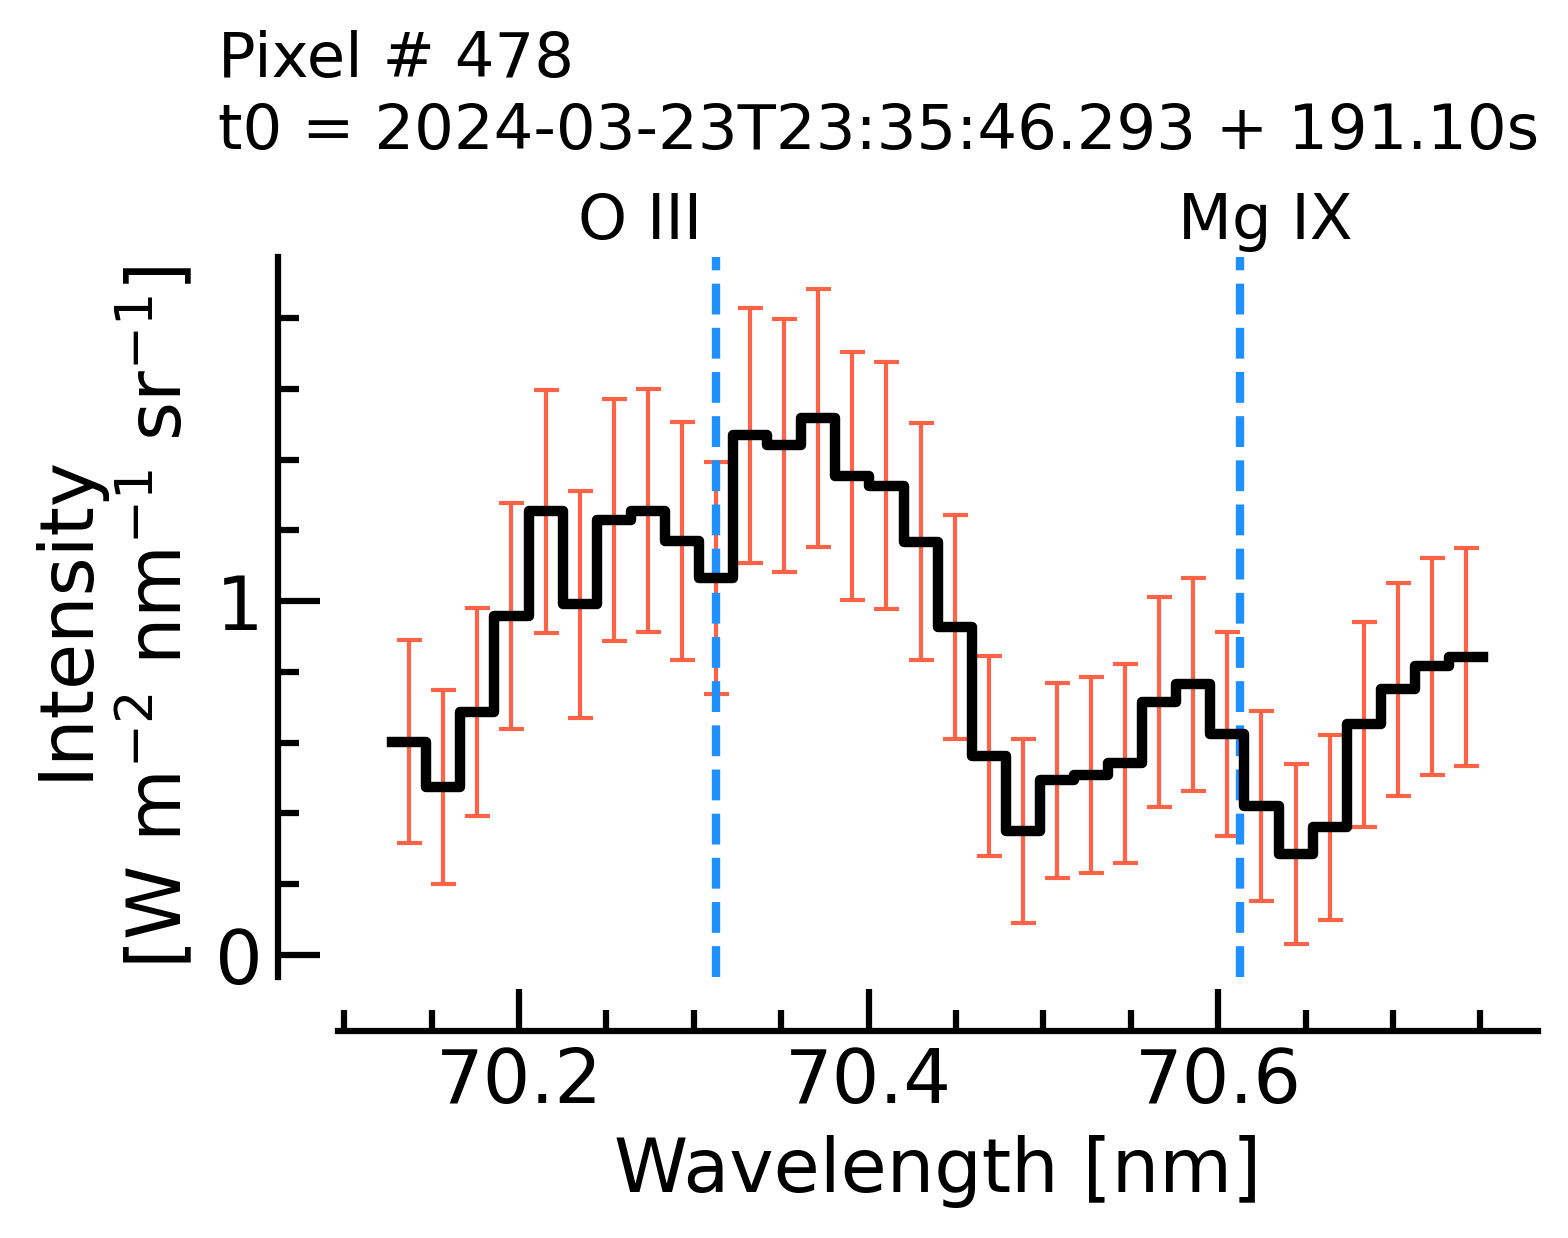 Pixel # 478
t0 = 2024-03-23T23:35:46.293 + 191.10s
O III
Mg IX
Intensity
[W m⁻² nm⁻¹ sr⁻¹]
1
0
70.2
70.4
70.6
Wavelength [nm]